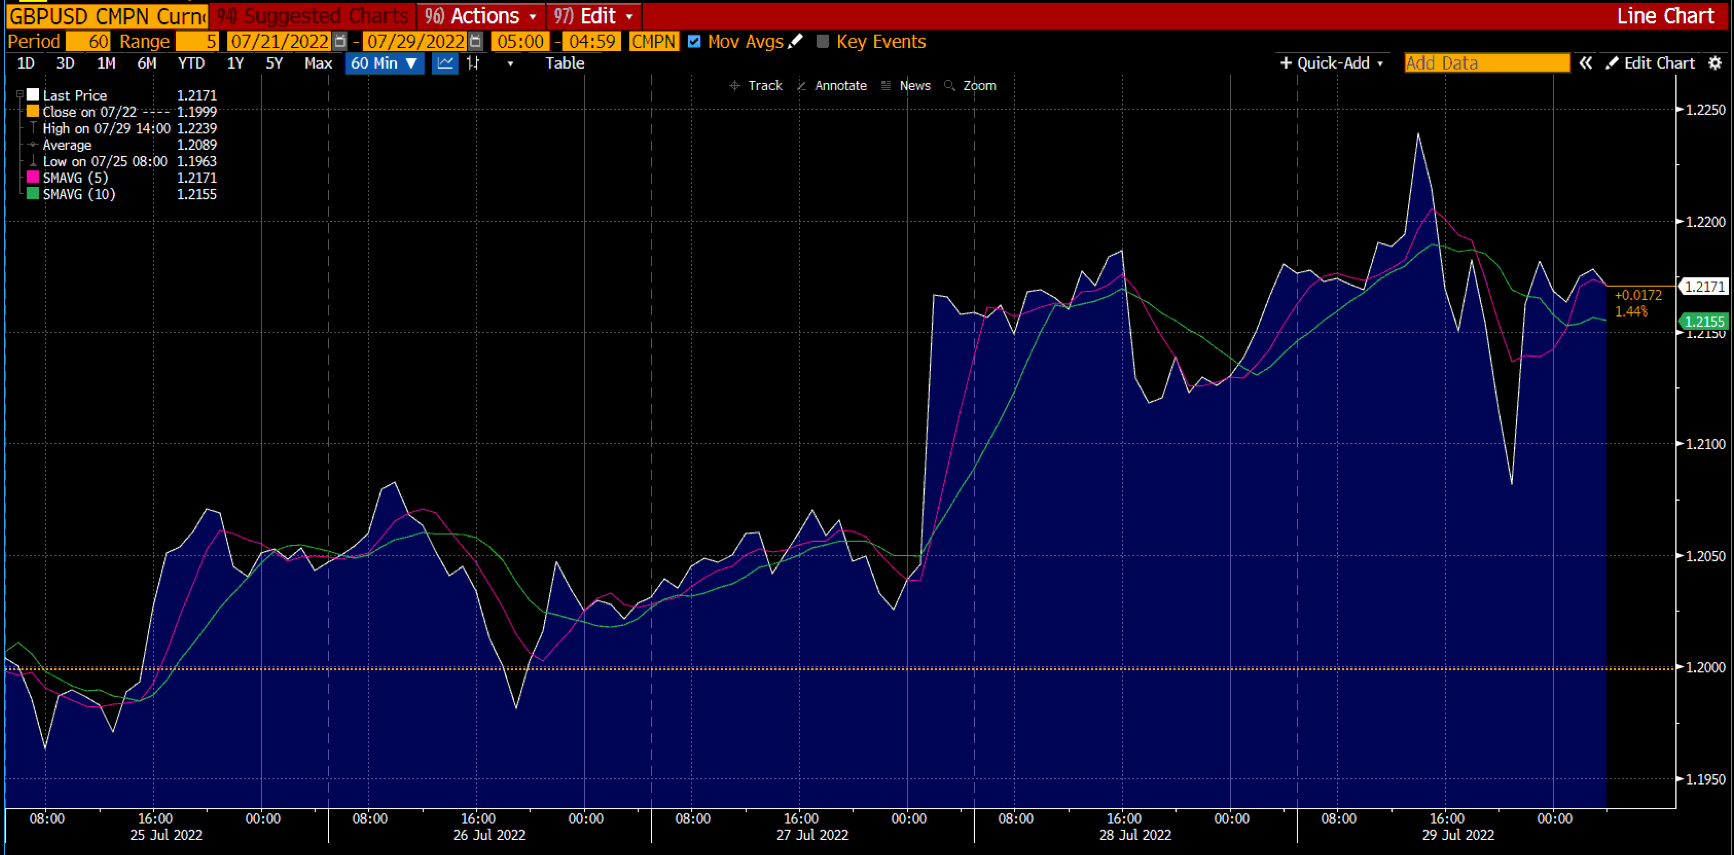 GBPUSD CMPN Curnc 94) Suggested Charts 96) Actions 97) Edit Line Chart
Period 60 Range 5 07/21/2022 - 07/29/2022 05:00 - 04:59 CMPN Mov Avgs Key Events
1D 3D 1M 6M YTD 1Y 5Y Max 60 Min ▼ Table + Quick-Add Add Data « Edit Chart
Track Annotate News Zoom
Last Price 1.2171
Close on 07/22 ---- 1.1999
High on 07/29 14:00 1.2239
Average 1.2089
Low on 07/25 08:00 1.1963
SMAVG (5) 1.2171
SMAVG (10) 1.2155
1.2250
1.2200
1.2171
+0.0172
1.44%
1.2155
1.2150
1.2100
1.2050
1.2000
1.1950
08:00 16:00 00:00 08:00 16:00 00:00 08:00 16:00 00:00 08:00 16:00 00:00 08:00 16:00 00:00
25 Jul 2022 26 Jul 2022 27 Jul 2022 28 Jul 2022 29 Jul 2022